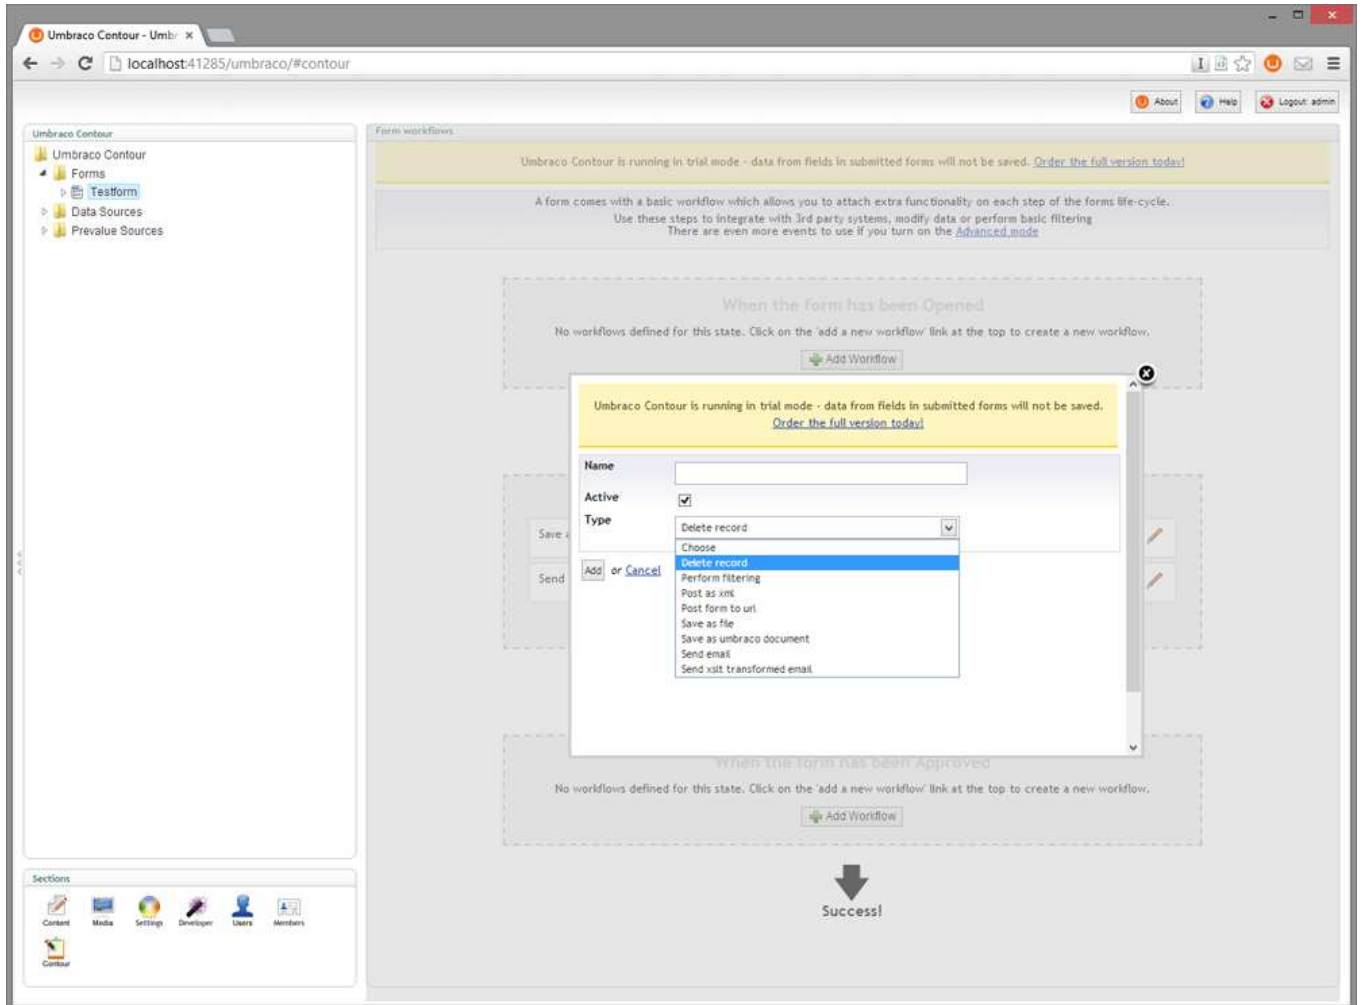 Umbraco Contour - Umbr
localhost:41285/umbraco/#contour
About
Help
Logout: admin
Umbraco Contour
Umbraco Contour
Forms
Testform
Data Sources
Prevalue Sources
Form workflows
Umbraco Contour is running in trial mode - data from fields in submitted forms will not be saved. Order the full version today!
A form comes with a basic workflow which allows you to attach extra functionality on each step of the forms life-cycle.
Use these steps to integrate with 3rd party systems, modify data or perform basic filtering
There are even more events to use if you turn on the Advanced mode
When the form has been Opened
No workflows defined for this state. Click on the 'add a new workflow' link at the top to create a new workflow.
Add Workflow
Umbraco Contour is running in trial mode - data from fields in submitted forms will not be saved.
Order the full version today!
Name
Active
Type
Delete record
Choose
Delete record
Perform filtering
Post as xml
Post form to url
Save as file
Save as umbraco document
Send email
Send xslt transformed email
Add or Cancel
Save a
Send
When the form has been Approved
No workflows defined for this state. Click on the 'add a new workflow' link at the top to create a new workflow.
Add Workflow
Success!
Sections
Content
Media
Settings
Developer
Users
Members
Contour